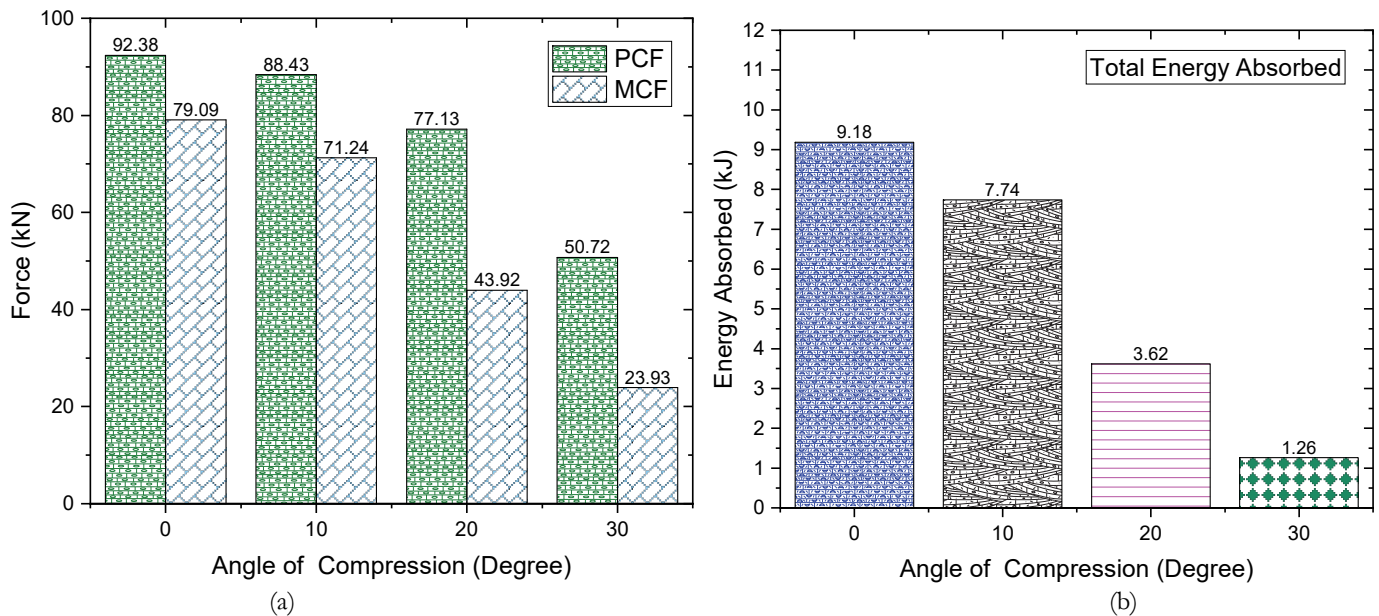 100
80
60
40
20
0
Force (kN)
92.38
79.09
88.43
71.24
77.13
43.92
50.72
23.93
PCF
MCF
0 10 20 30
Angle of Compression (Degree)
(a)
12
11
10
9
8
7
6
5
4
3
2
1
0
Energy Absorbed (kJ)
Total Energy Absorbed
9.18
7.74
3.62
1.26
0 10 20 30
Angle of Compression (Degree)
(b)